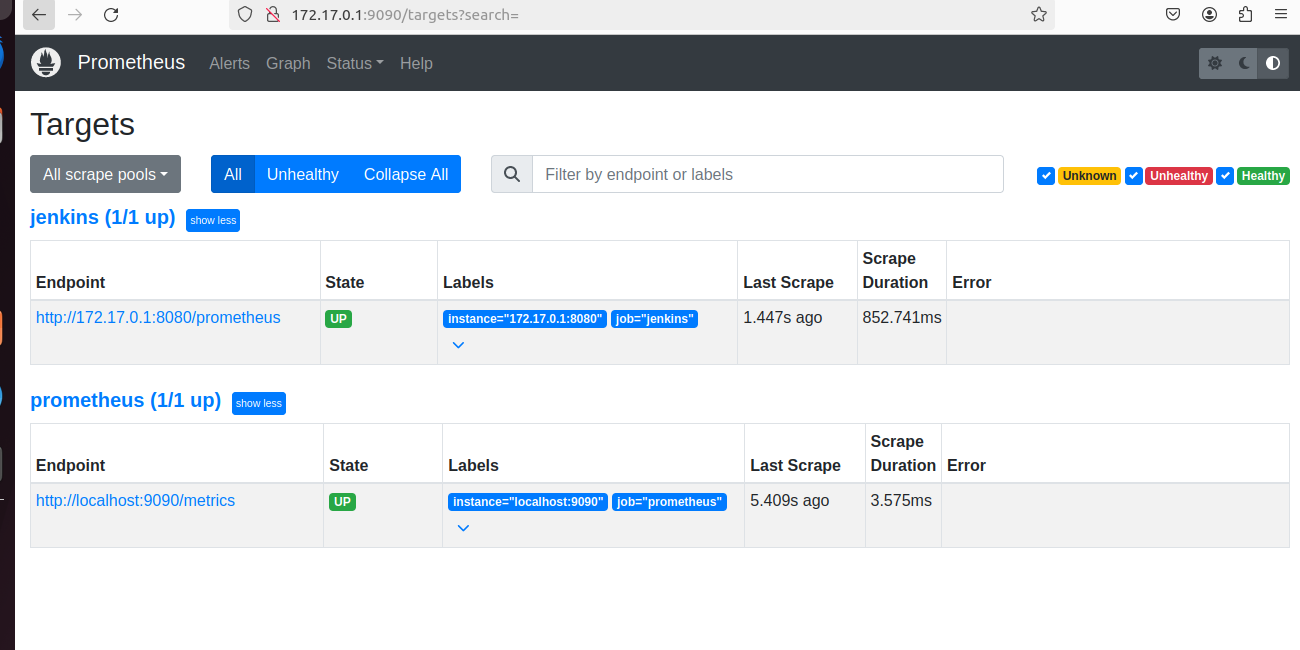 172.17.0.1:9090/targets?search=
Prometheus Alerts Graph Status Help
Targets
All scrape pools All Unhealthy Collapse All Filter by endpoint or labels Unknown Unhealthy Healthy
jenkins (1/1 up) show less
Endpoint State Labels Last Scrape Scrape Duration Error
http://172.17.0.1:8080/prometheus UP instance="172.17.0.1:8080" job="jenkins" 1.447s ago 852.741ms
prometheus (1/1 up) show less
Endpoint State Labels Last Scrape Scrape Duration Error
http://localhost:9090/metrics UP instance="localhost:9090" job="prometheus" 5.409s ago 3.575ms